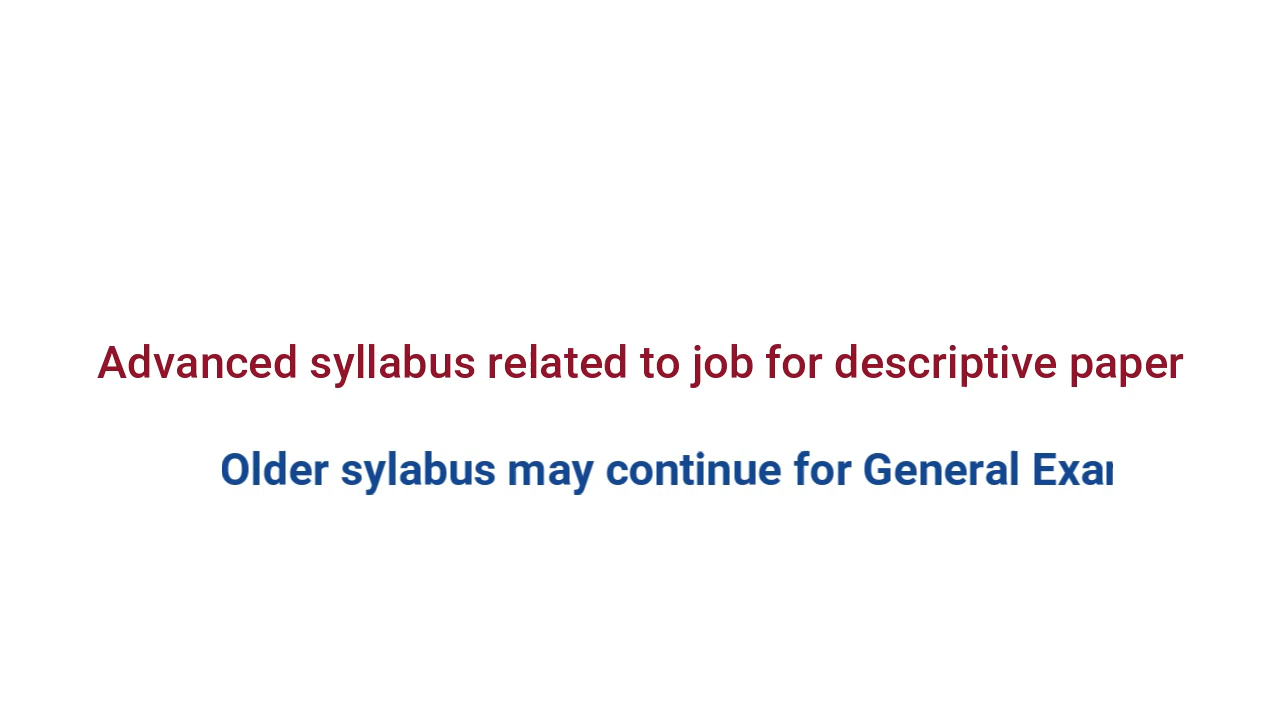 Advanced syllabus related to job for descriptive paper
Older sylabus may continue for General